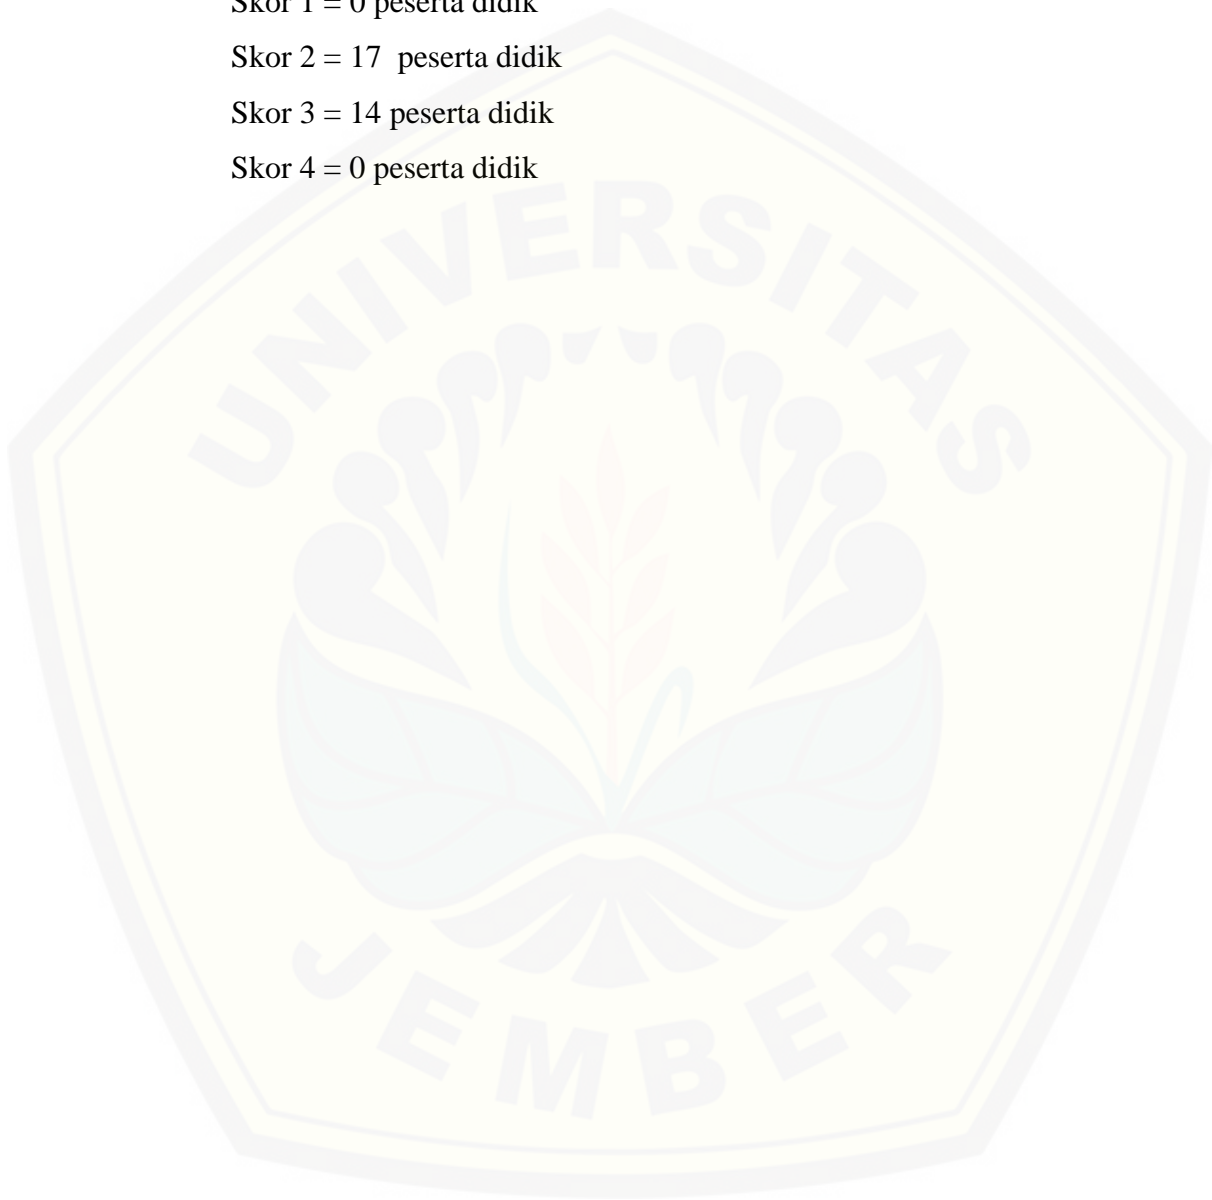 Skor 1 = 0 peserta didik
Skor 2 = 17 peserta didik
Skor 3 = 14 peserta didik
Skor 4 = 0 peserta didik
UNIVERSITAS
JEMBER